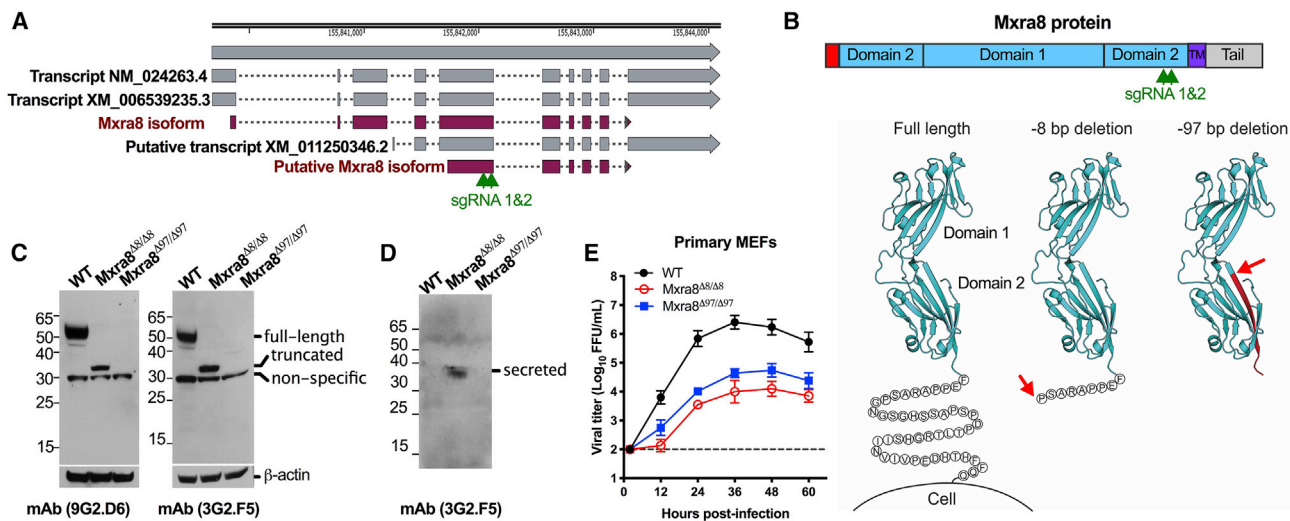 A
155,841,000
155,842,000
155,843,000
155,844,000
Transcript NM_024263.4
Transcript XM_006539235.3
Mxra8 isoform
Putative transcript XM_011250346.2
Putative Mxra8 isoform
sgRNA 1&2
B
Mxra8 protein
Domain 2
Domain 1
Domain 2
TM
Tail
sgRNA 1&2
Full length
-8 bp deletion
-97 bp deletion
Domain 1
Domain 2
GPSARAPPEF
NGSGHSSAPSP
IISHGRTLTPD
NVIVPEDHTHF
QQF
PSARAPPEF
Cell
C
WT
Mxra8Δ8/Δ8
Mxra8Δ97/Δ97
65
50
40
30
25
15
WT
Mxra8Δ8/Δ8
Mxra8Δ97/Δ97
65
50
40
30
25
15
full-length
truncated
non-specific
β-actin
mAb (9G2.D6)
mAb (3G2.F5)
D
WT
Mxra8Δ8/Δ8
Mxra8Δ97/Δ97
65
50
40
30
25
15
secreted
mAb (3G2.F5)
E
Primary MEFs
WT
Mxra8Δ8/Δ8
Mxra8Δ97/Δ97
Viral titer (Log10 FFU/mL)
8
7
6
5
4
3
2
1
0
12
24
36
48
60
Hours post-infection